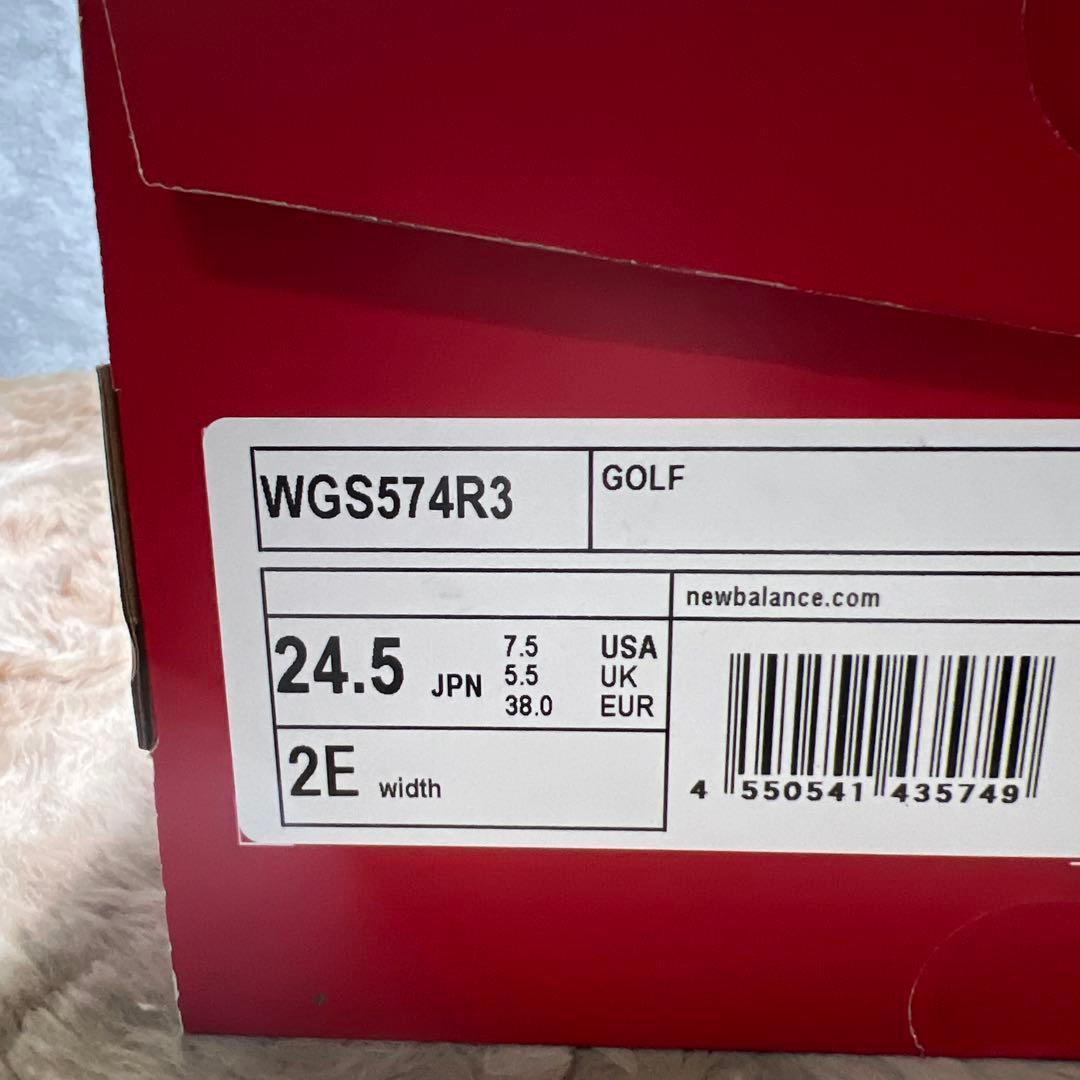 WGS574R3
GOLF
newbalance.com
24.5 JPN
7.5 USA
5.5 UK
38.0 EUR
2E width
4 550541 435749